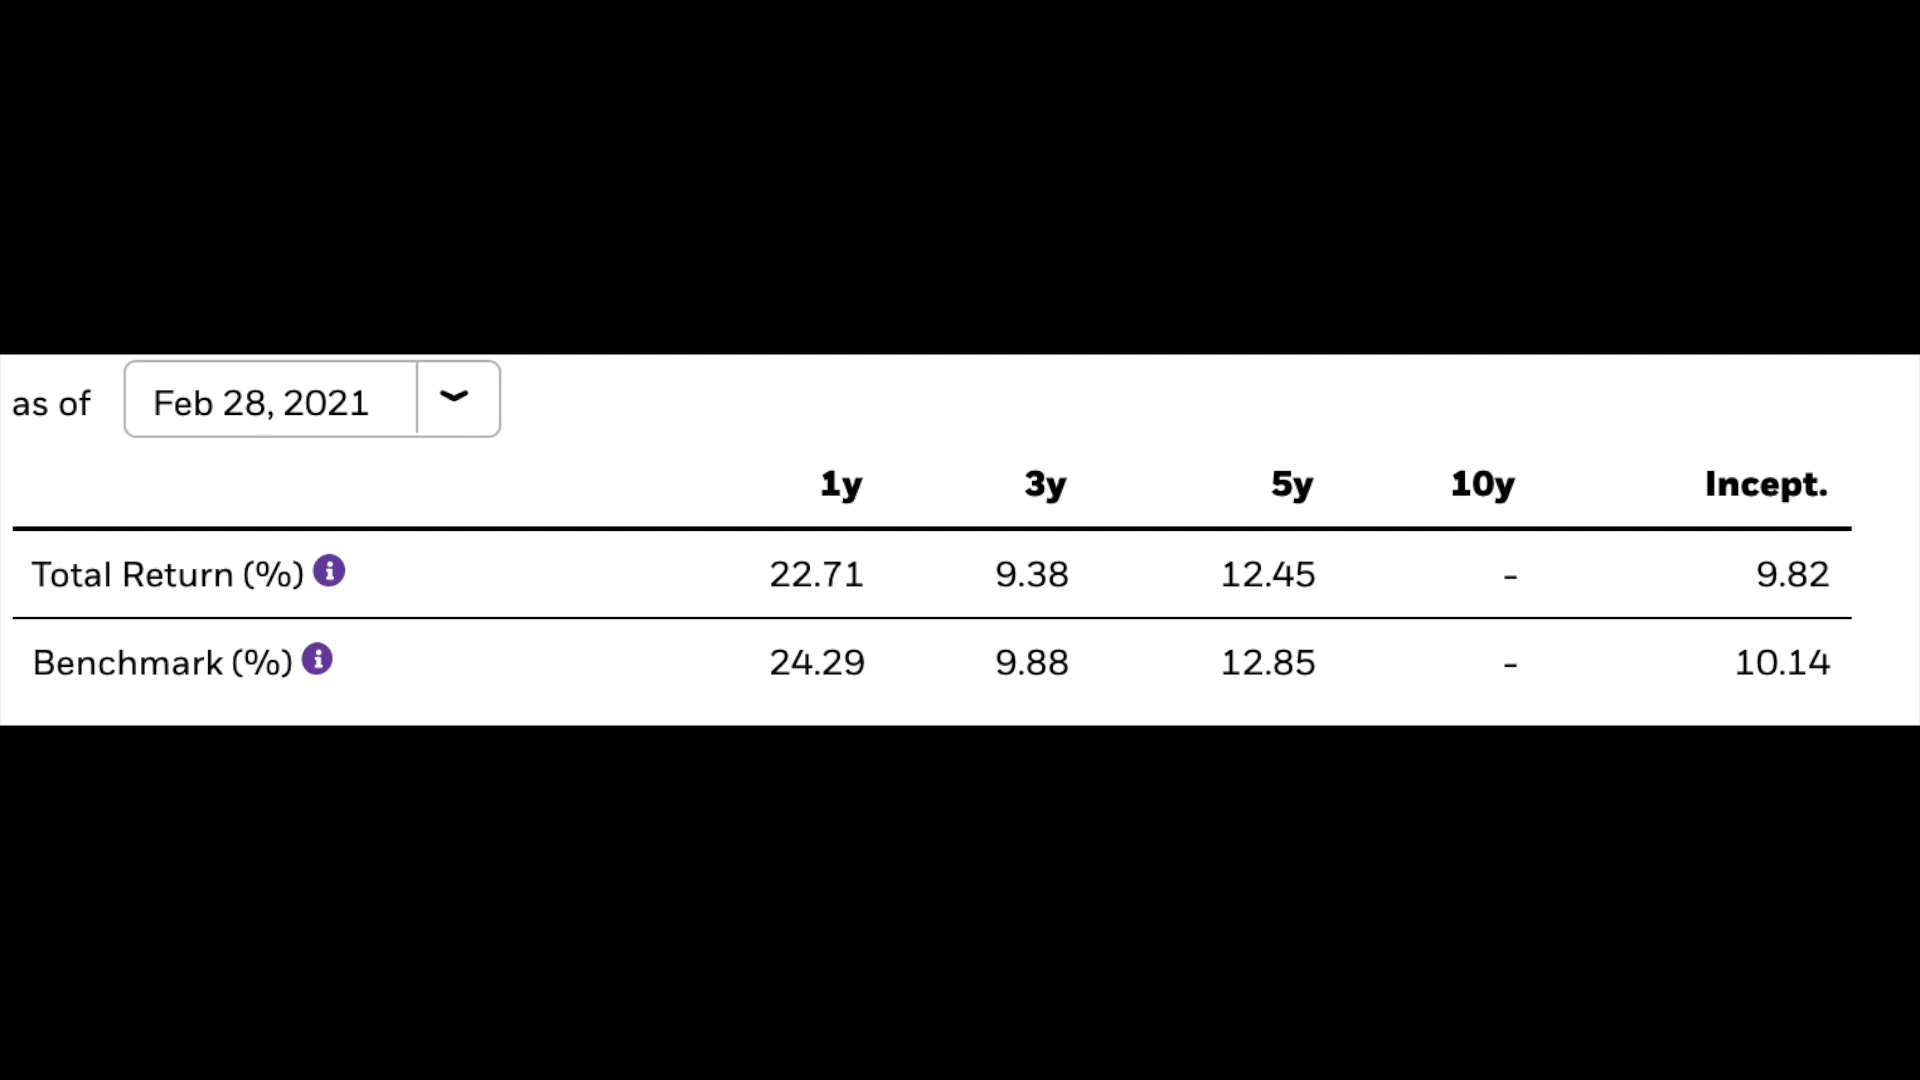 as of Feb 28, 2021
1y 3y 5y 10y Incept.
Total Return (%) 22.71 9.38 12.45 - 9.82
Benchmark (%) 24.29 9.88 12.85 - 10.14